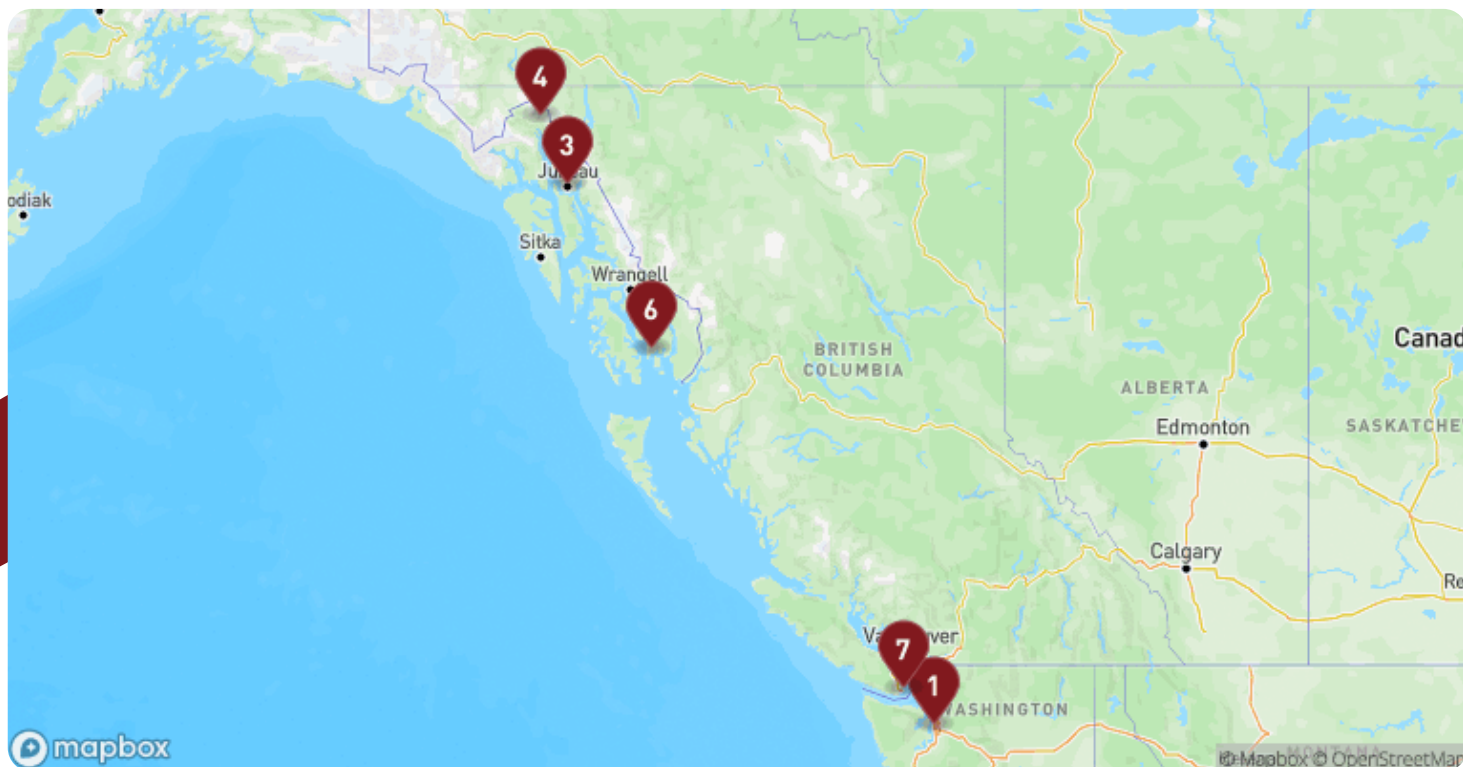 4
3
Juneau
odiak
Sitka
Wrangell
6
BRITISH
COLUMBIA
Canad
ALBERTA
Edmonton
SASKATCHE
Calgary
Re
Vancouver
7
1
WASHINGTON
mapbox
© Mapbox © OpenStreetMap
MONTANA